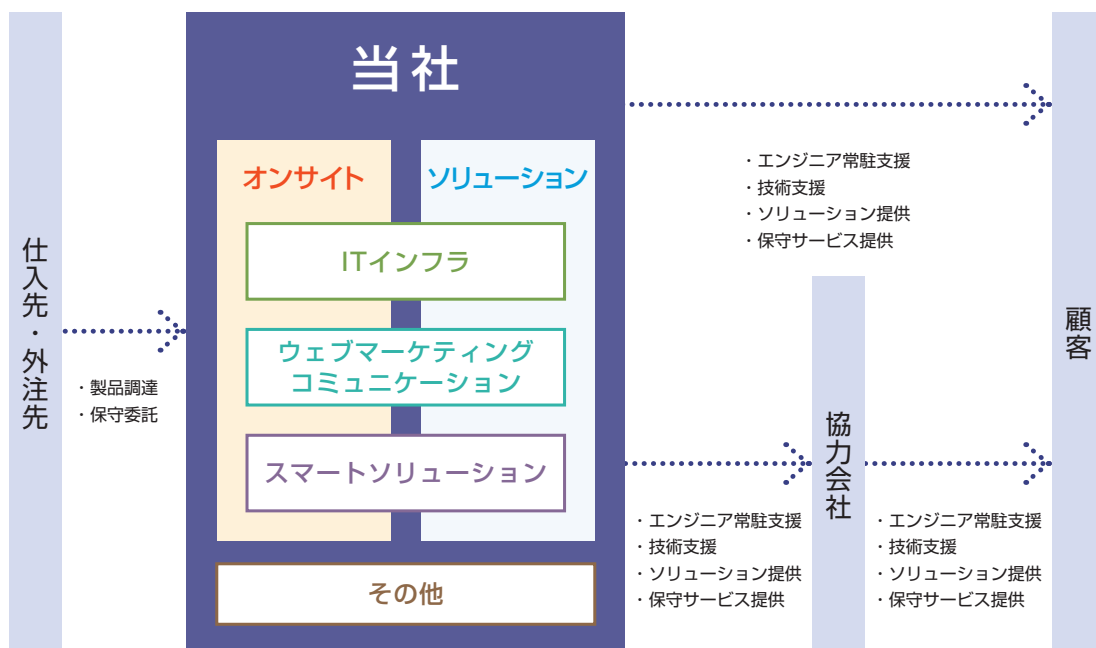 仕入先・外注先
・製品調達
・保守委託
当社
オンサイト
ソリューション
ITインフラ
ウェブマーケティング
コミュニケーション
スマートソリューション
その他
・エンジニア常駐支援
・技術支援
・ソリューション提供
・保守サービス提供
・エンジニア常駐支援
・技術支援
・ソリューション提供
・保守サービス提供
協力会社
・エンジニア常駐支援
・技術支援
・ソリューション提供
・保守サービス提供
顧客